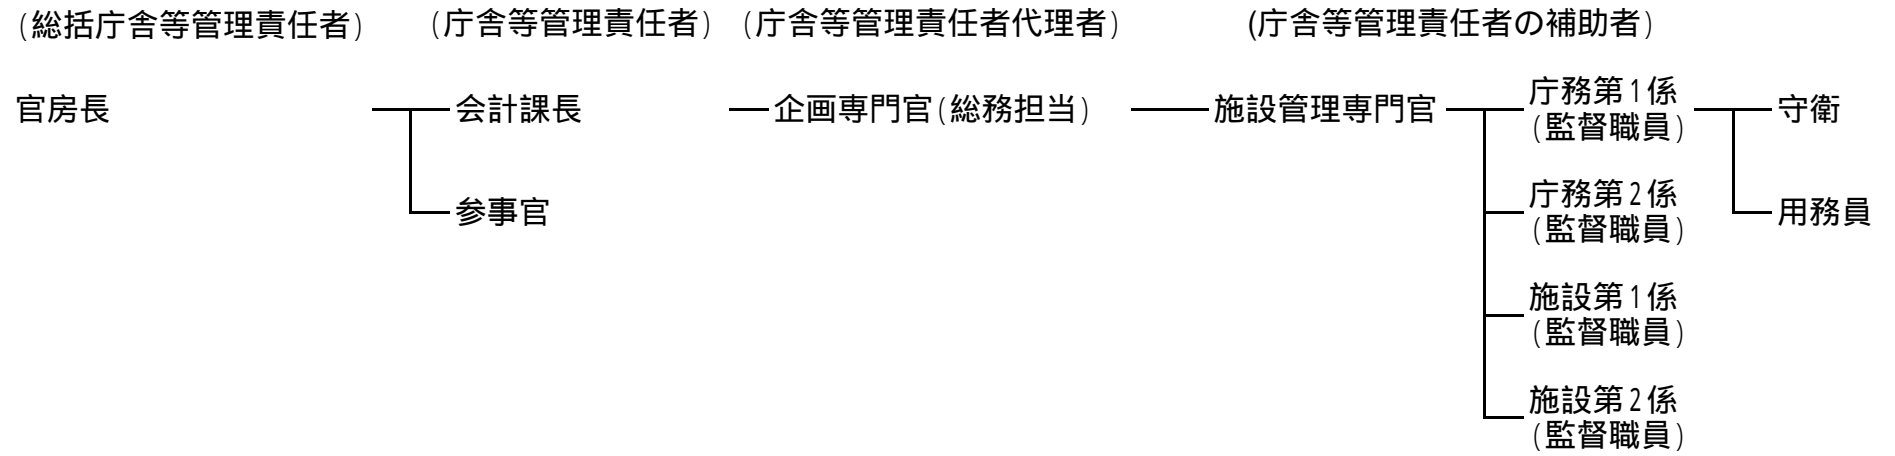 (総括庁舎等管理責任者) (庁舎等管理責任者) (庁舎等管理責任者代理者) (庁舎等管理責任者の補助者)
官房長 会計課長 企画専門官(総務担当) 施設管理専門官 庁務第1係 守衛
(監督職員)
参事官 庁務第2係 用務員
(監督職員)
施設第1係
(監督職員)
施設第2係
(監督職員)